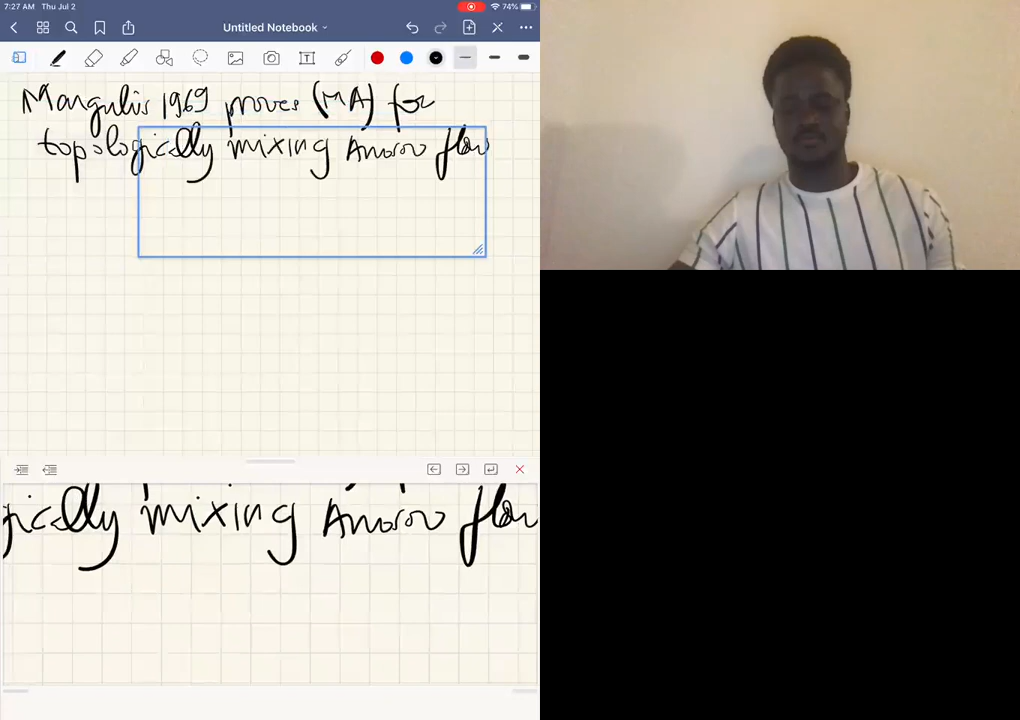 7:27 AM Thu Jul 2
74%
Untitled Notebook
Margulis 1969 proves (MA) for
topologically mixing Anosov flow
gically mixing Anosov flow